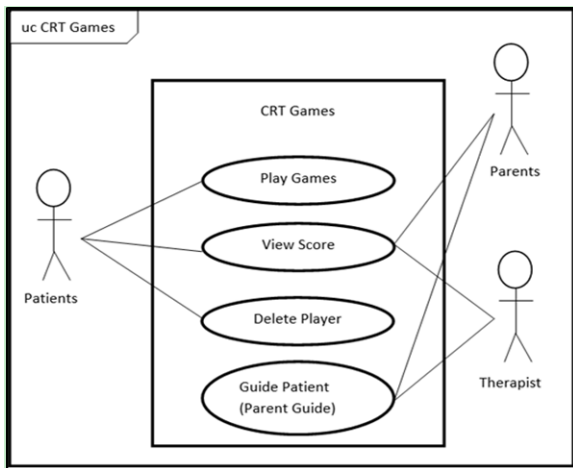 uc CRT Games
CRT Games
Play Games
View Score
Delete Player
Guide Patient
(Parent Guide)
Patients
Parents
Therapist